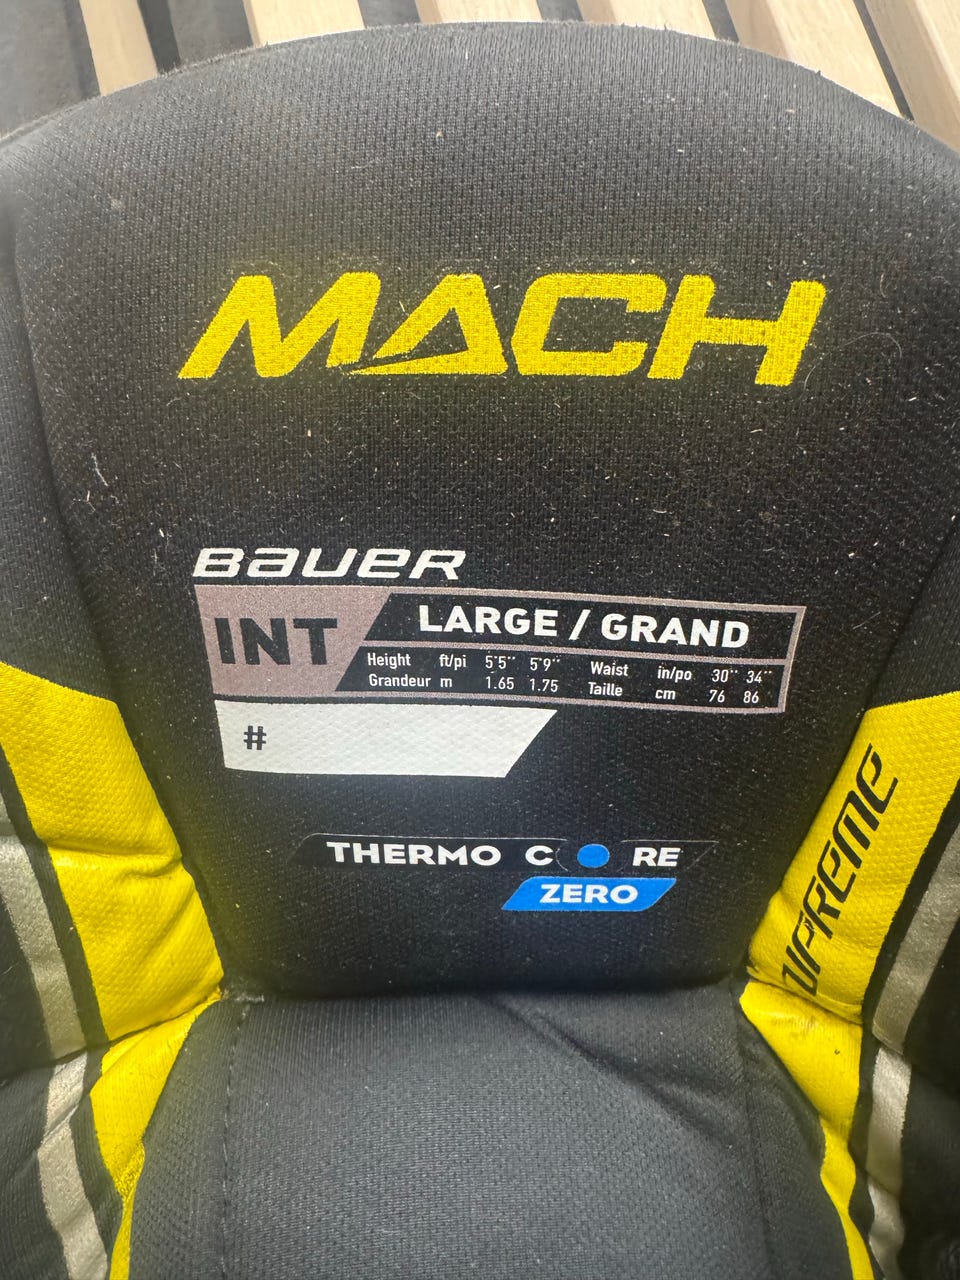 MACH
BAUER
INT
LARGE / GRAND
Height ft/pi 5'5'' 5'9'' Waist in/po 30'' 34''
Grandeur m 1.65 1.75 Taille cm 76 86
#
THERMO CORE
ZERO
SUPREME